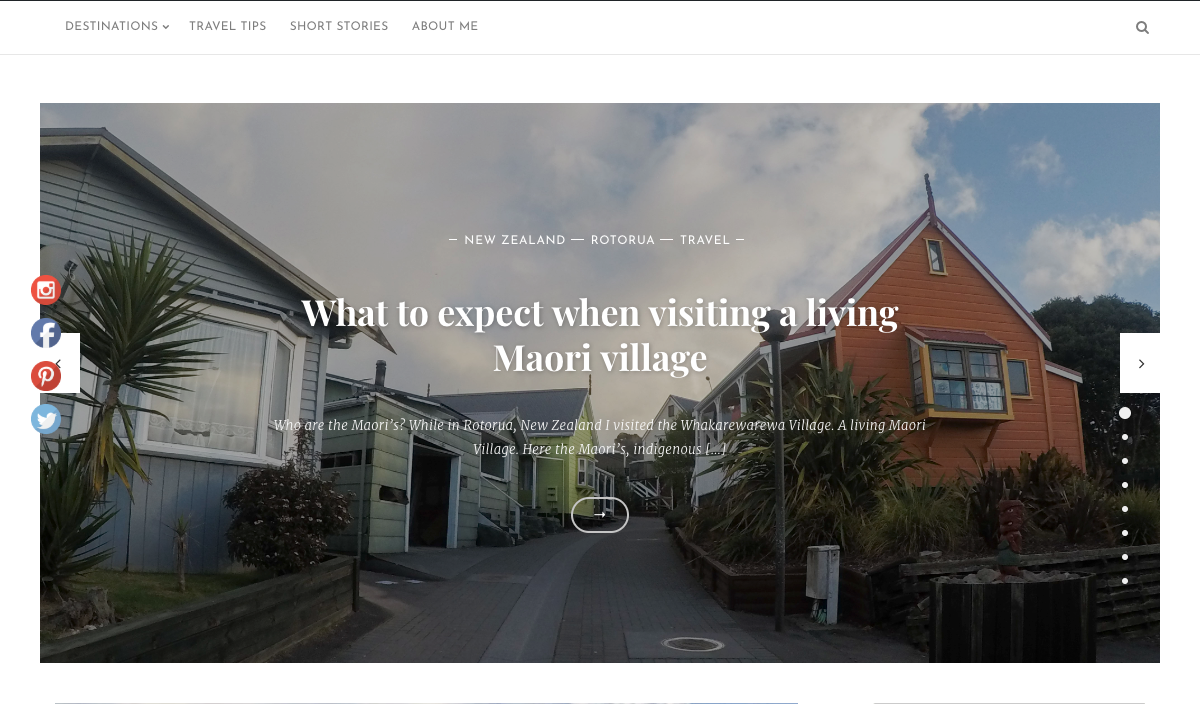 DESTINATIONS TRAVEL TIPS SHORT STORIES ABOUT ME
— NEW ZEALAND — ROTORUA — TRAVEL —
What to expect when visiting a living
Maori village
Who are the Maori's? While in Rotorua, New Zealand I visited the Whakarewarewa Village. A living Maori
Village. Here the Maori's, indigenous [...]